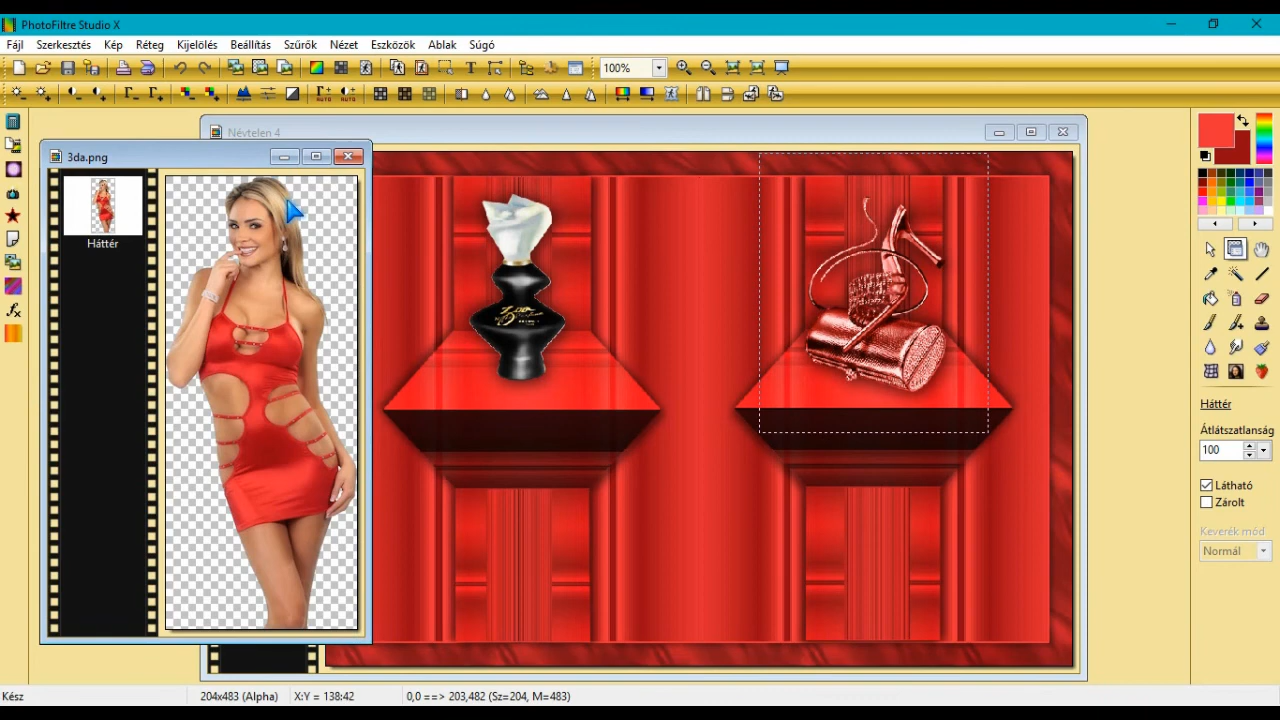 PhotoFiltre Studio X
Fájl Szerkesztés Kép Réteg Kijelölés Beállítás Szűrők Nézet Eszközök Ablak Súgó
100%
Névtelen 4
3da.png
Háttér
Háttér
Átlátszatlanság
100
Látható
Zárolt
Keverék mód
Normál
Kész 204x483 (Alpha) X:Y = 138:42 0,0 ==> 203,482 (Sz=204, M=483)